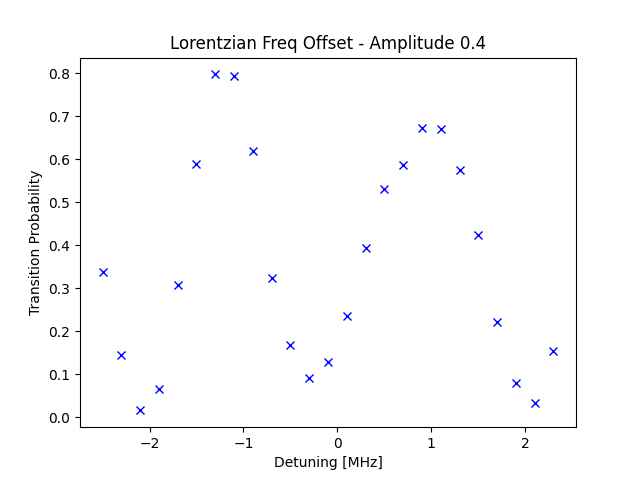 Lorentzian Freq Offset - Amplitude 0.4
0.8
0.7
0.6
0.5
0.4
0.3
0.2
0.1
0.0
Transition Probability
−2 −1 0 1 2
Detuning [MHz]